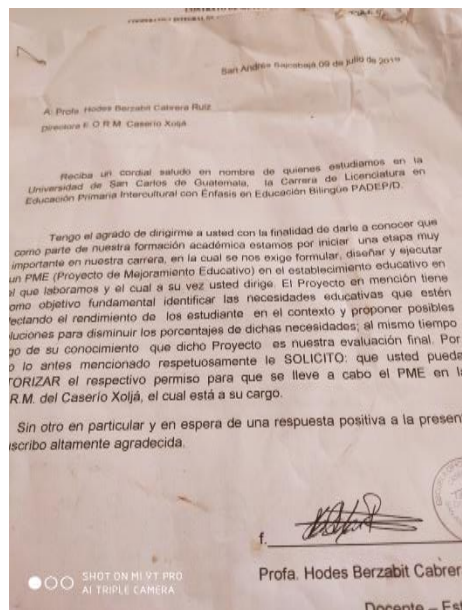 San Andrés Sajcabajá 09 de julio de 2019
A: Profa. Hodes Berzabit Cabrera Ruiz
Directora E.O.R.M. Caserío Xoljá.
Reciba un cordial saludo en nombre de quienes estudiamos en la
Universidad de San Carlos de Guatemala, la Carrera de Licenciatura en
Educación Primaria Intercultural con Énfasis en Educación Bilingüe PADEP/D.
Tengo el agrado de dirigirme a usted con la finalidad de darle a conocer que
como parte de nuestra formación académica estamos por iniciar una etapa muy
importante en nuestra carrera, en la cual se nos exige formular, diseñar y ejecutar
un PME (Proyecto de Mejoramiento Educativo) en el establecimiento educativo en
el que laboramos y el cual a su vez usted dirige. El Proyecto en mención tiene
omo objetivo fundamental identificar las necesidades educativas que estén
ectando el rendimiento de los estudiante en el contexto y proponer posibles
luciones para disminuir los porcentajes de dichas necesidades; al mismo tiempo
go de su conocimiento que dicho Proyecto es nuestra evaluación final. Por
o lo antes mencionado respetuosamente le SOLICITO: que usted pueda
TORIZAR el respectivo permiso para que se lleve a cabo el PME en la
R.M. del Caserío Xoljá, el cual está a su cargo.
Sin otro en particular y en espera de una respuesta positiva a la present
scribo altamente agradecida.
f.
Profa. Hodes Berzabit Cabrer
Docente – Est
SHOT ON MI 9T PRO
AI TRIPLE CAMERA